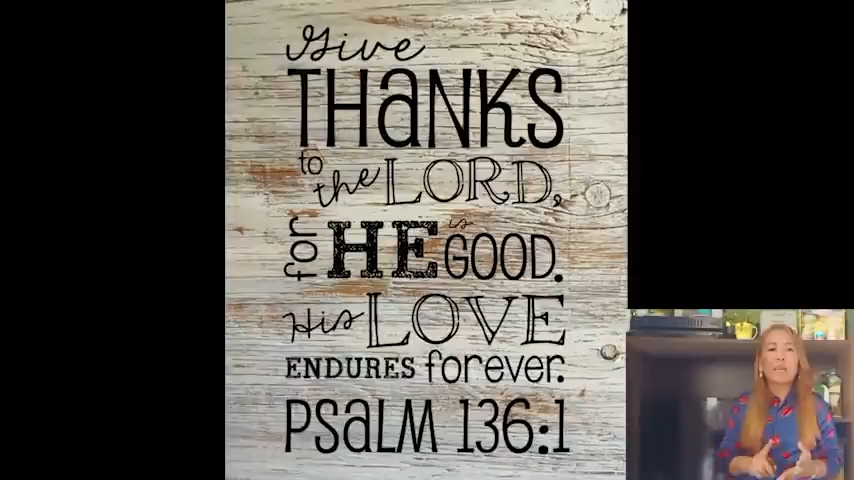 Give
THANKS
to the LORD,
for HE is GOOD.
His LOVE
ENDURES forever.
PSALM 136:1